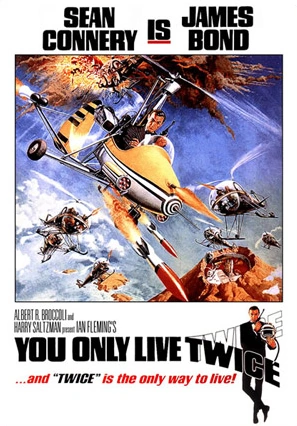 SEAN CONNERY IS JAMES BOND
ALBERT R. BROCCOLI and
HARRY SALTZMAN present IAN FLEMING'S
YOU ONLY LIVE TWICE
TWICE
...and "TWICE" is the only way to live!